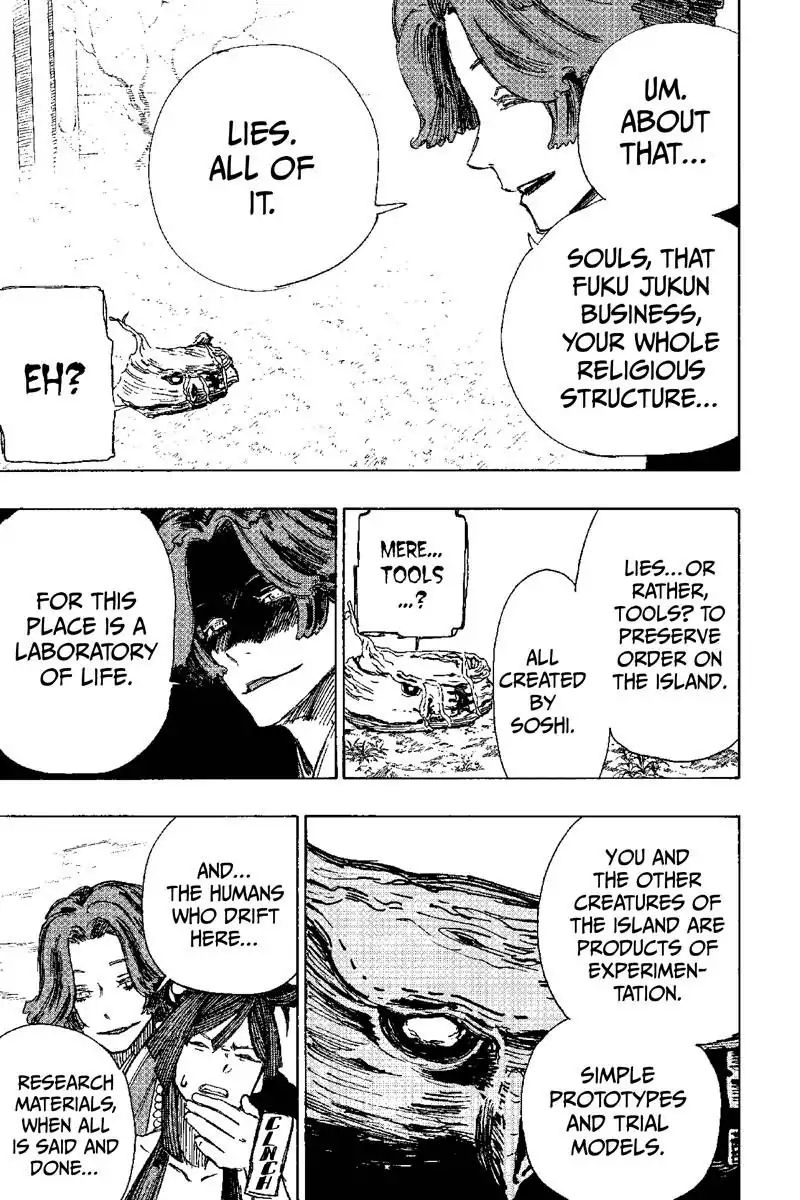 UM.
ABOUT
THAT...
SOULS, THAT
FUKU JUKUN
BUSINESS,
YOUR WHOLE
RELIGIOUS
STRUCTURE...
LIES.
ALL OF
IT.
EH?
LIES...OR
RATHER,
TOOLS? TO
PRESERVE
ORDER ON
THE ISLAND.
ALL
CREATED
BY
SOSHI.
MERE...
TOOLS
...?
FOR THIS
PLACE IS A
LABORATORY
OF LIFE.
YOU AND
THE OTHER
CREATURES OF
THE ISLAND ARE
PRODUCTS OF
EXPERIMEN-
TATION.
SIMPLE
PROTOTYPES
AND TRIAL
MODELS.
AND...
THE HUMANS
WHO DRIFT
HERE...
RESEARCH
MATERIALS,
WHEN ALL
IS SAID AND
DONE...
CLNCH